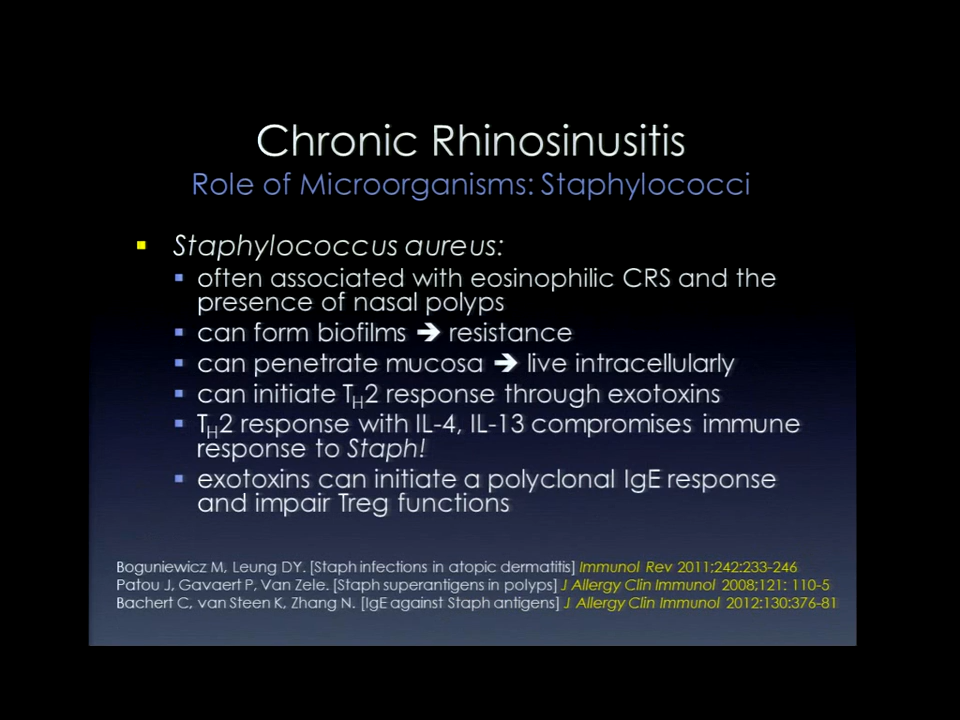 Chronic Rhinosinusitis
Role of Microorganisms: Staphylococci
▪ Staphylococcus aureus:
▪ often associated with eosinophilic CRS and the
presence of nasal polyps
▪ can form biofilms ➔ resistance
▪ can penetrate mucosa ➔ live intracellularly
▪ can initiate TH2 response through exotoxins
▪ TH2 response with IL-4, IL-13 compromises immune
response to Staph!
▪ exotoxins can initiate a polyclonal IgE response
and impair Treg functions
Boguniewicz M, Leung DY. [Staph infections in atopic dermatitis] Immunol Rev 2011;242:233-246
Patou J, Gavaert P, Van Zele. [Staph superantigens in polyps] J Allergy Clin Immunol 2008;121: 110-5
Bachert C, van Steen K, Zhang N. [IgE against Staph antigens] J Allergy Clin Immunol 2012;130:376-81